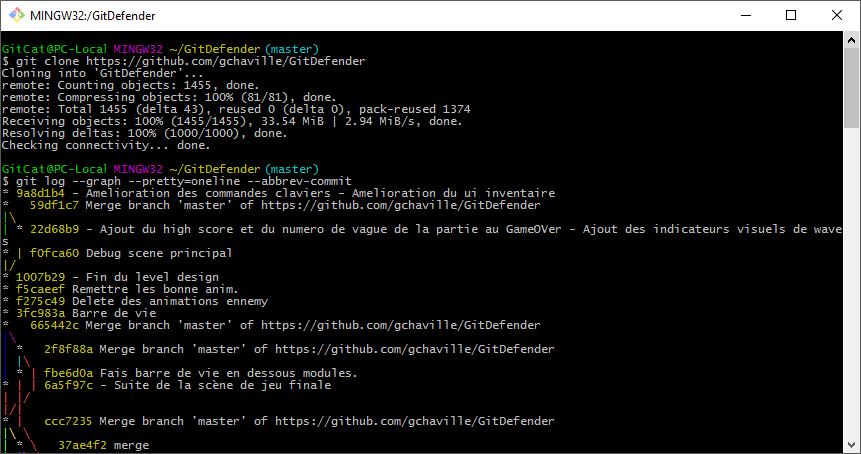 MINGW32:/GitDefender
GitCat@PC-Local MINGW32 ~/GitDefender (master)
$ git clone https://github.com/gchaville/GitDefender
Cloning into 'GitDefender'...
remote: Counting objects: 1455, done.
remote: Compressing objects: 100% (81/81), done.
remote: Total 1455 (delta 43), reused 0 (delta 0), pack-reused 1374
Receiving objects: 100% (1455/1455), 33.54 MiB | 2.94 MiB/s, done.
Resolving deltas: 100% (1000/1000), done.
Checking connectivity... done.
GitCat@PC-Local MINGW32 ~/GitDefender (master)
$ git log --graph --pretty=oneline --abbrev-commit
* 9a8d1b4 - Amelioration des commandes claviers - Amelioration du ui inventaire
*   59df1c7 Merge branch 'master' of https://github.com/gchaville/GitDefender
|\
| * 22d68b9 - Ajout du high score et du numero de vague de la partie au GameOVer - Ajout des indicateurs visuels de wave
s
* | f0fca60 Debug scene principal
|/
* 1007b29 - Fin du level design
* f5caeef Remettre les bonne anim.
* f275c49 Delete des animations ennemy
* 3fc983a Barre de vie
*   665442c Merge branch 'master' of https://github.com/gchaville/GitDefender
|\
| *   2f8f88a Merge branch 'master' of https://github.com/gchaville/GitDefender
| |\
| * | fbe6d0a Fais barre de vie en dessous modules.
* | | 6a5f97c - Suite de la scène de jeu finale
| |/
|/|
* |   ccc7235 Merge branch 'master' of https://github.com/gchaville/GitDefender
|\ \
| * \   37ae4f2 merge